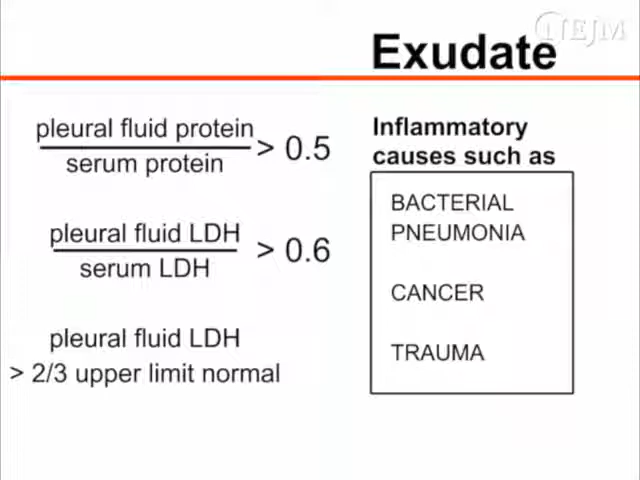 NEJM
Exudate
pleural fluid protein
serum protein
> 0.5
pleural fluid LDH
serum LDH
> 0.6
pleural fluid LDH
> 2/3 upper limit normal
Inflammatory
causes such as
BACTERIAL
PNEUMONIA
CANCER
TRAUMA